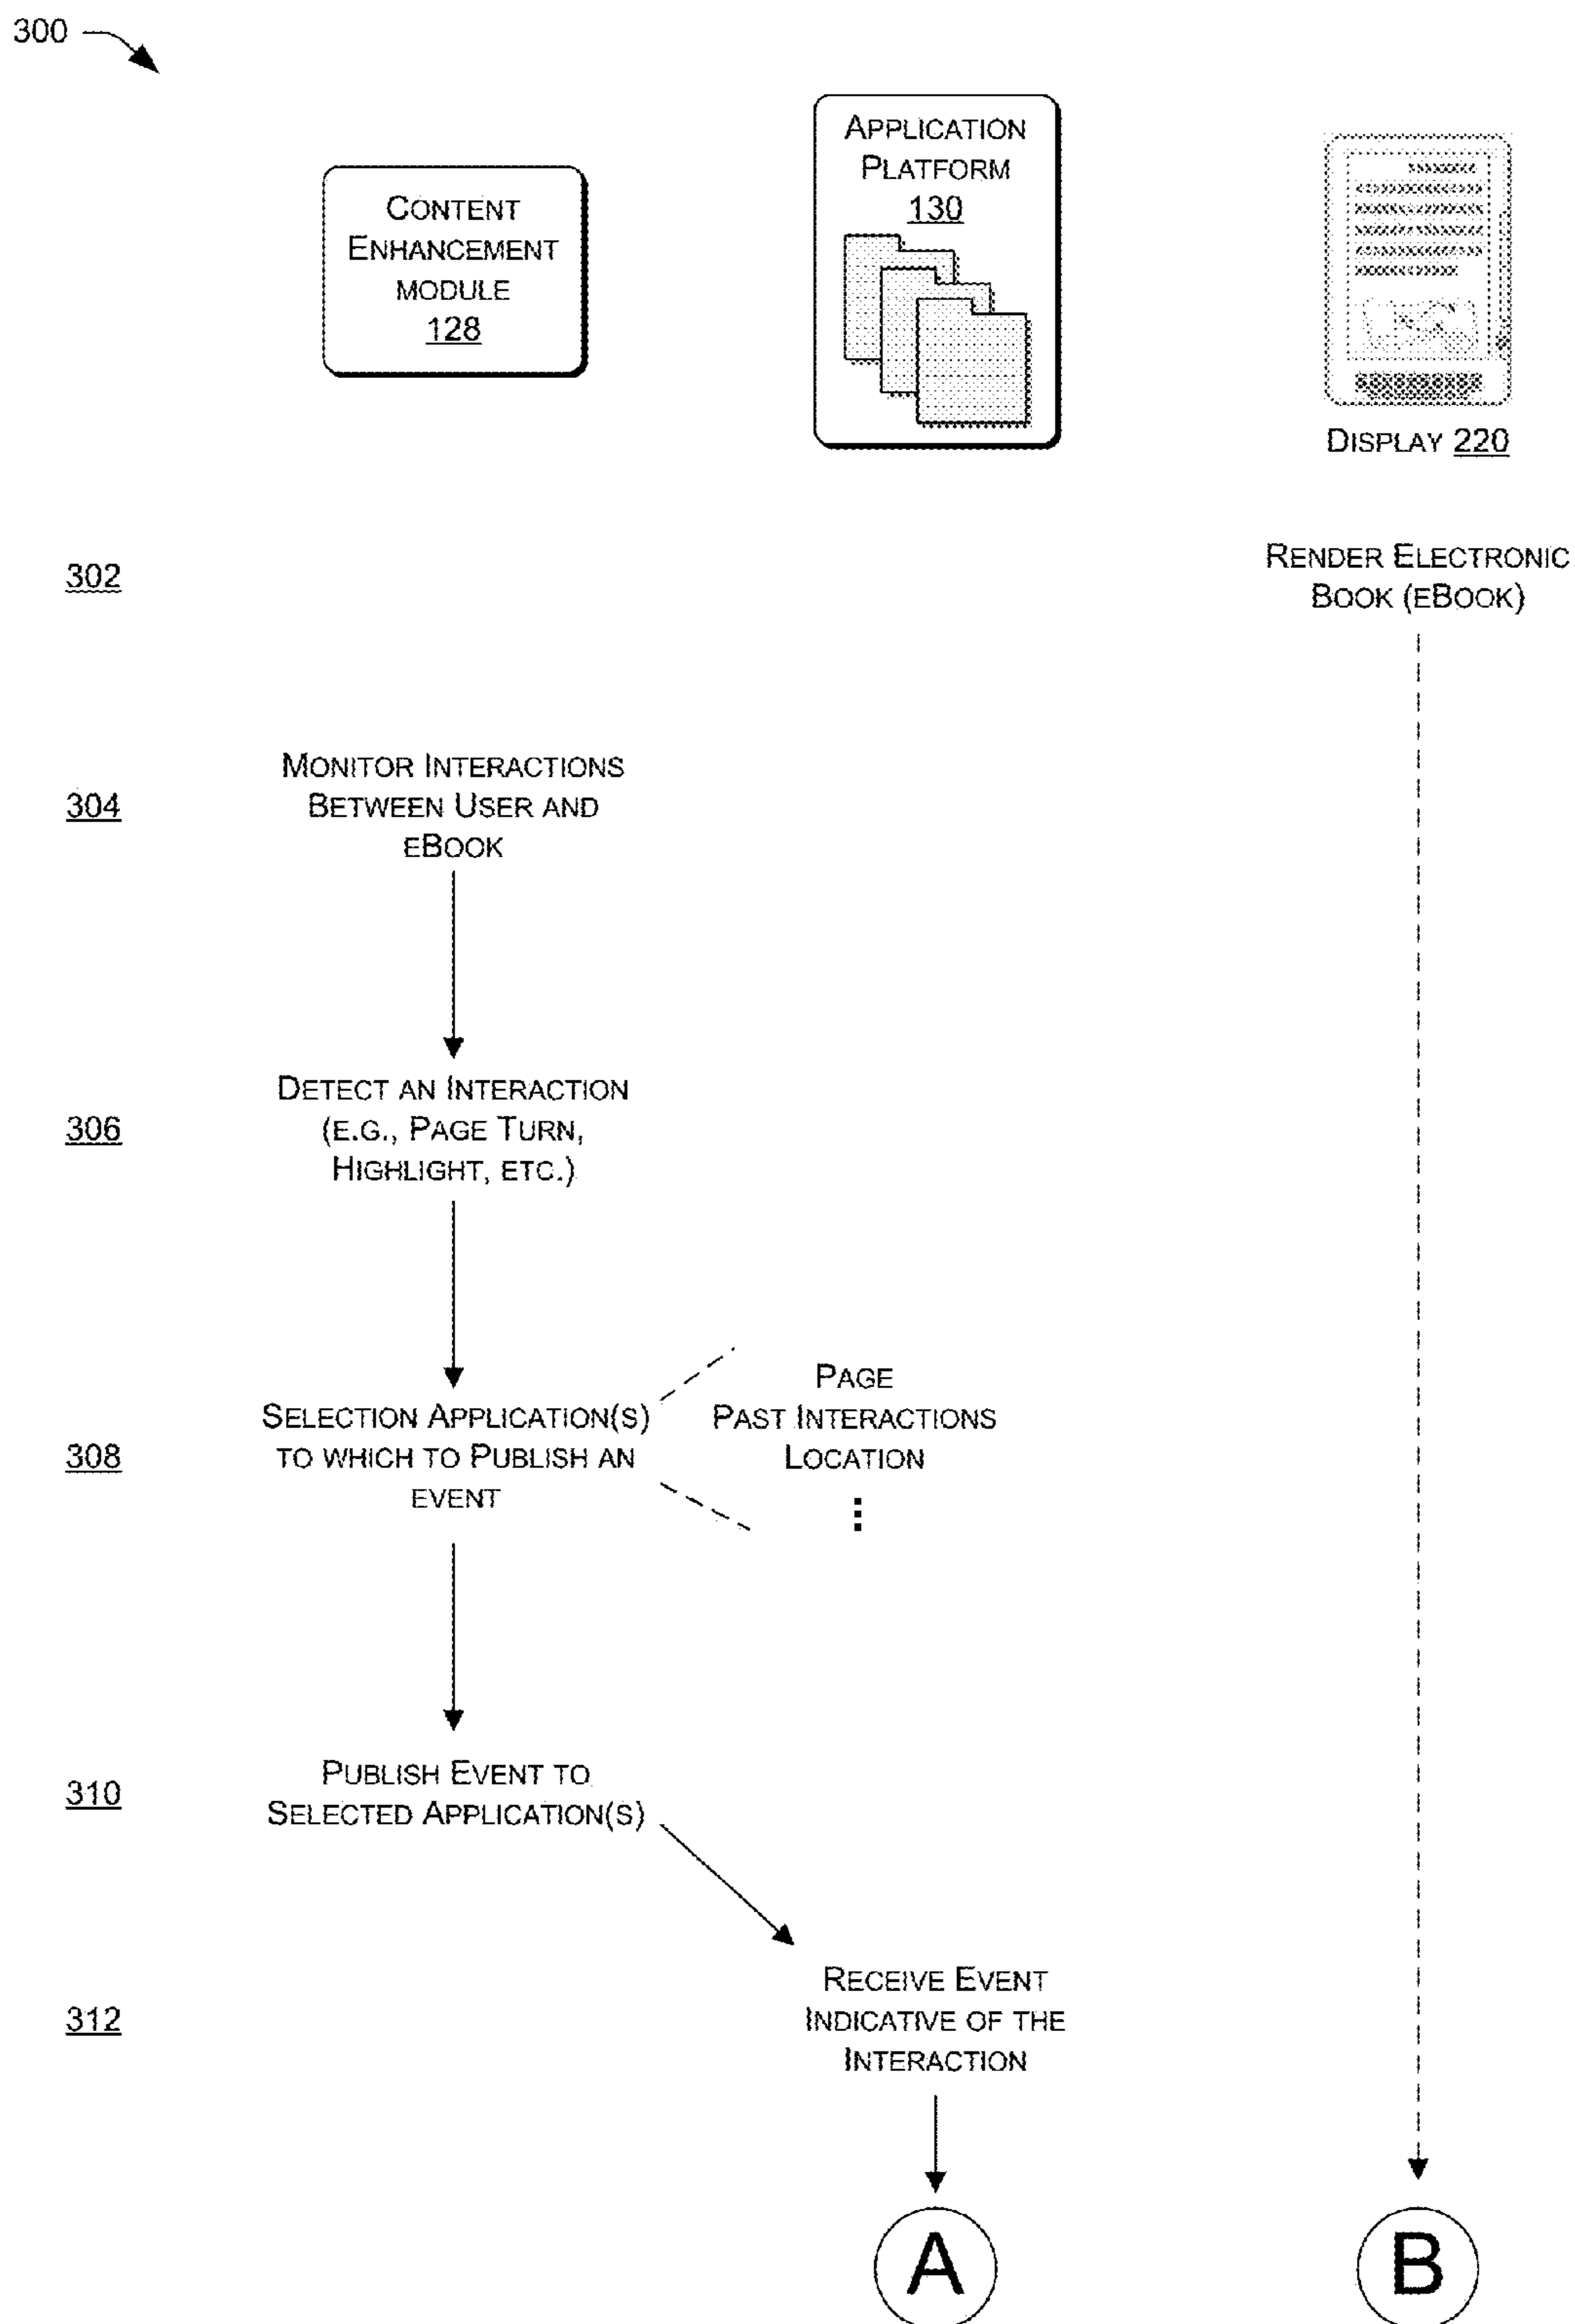 300
CONTENT
ENHANCEMENT
MODULE
128
APPLICATION
PLATFORM
130
DISPLAY 220
302
RENDER ELECTRONIC
BOOK (EBOOK)
304
MONITOR INTERACTIONS
BETWEEN USER AND
EBOOK
306
DETECT AN INTERACTION
(E.G., PAGE TURN,
HIGHLIGHT, ETC.)
308
SELECTION APPLICATION(S)
TO WHICH TO PUBLISH AN
EVENT
PAGE
PAST INTERACTIONS
LOCATION
310
PUBLISH EVENT TO
SELECTED APPLICATION(S)
312
RECEIVE EVENT
INDICATIVE OF THE
INTERACTION
A
B